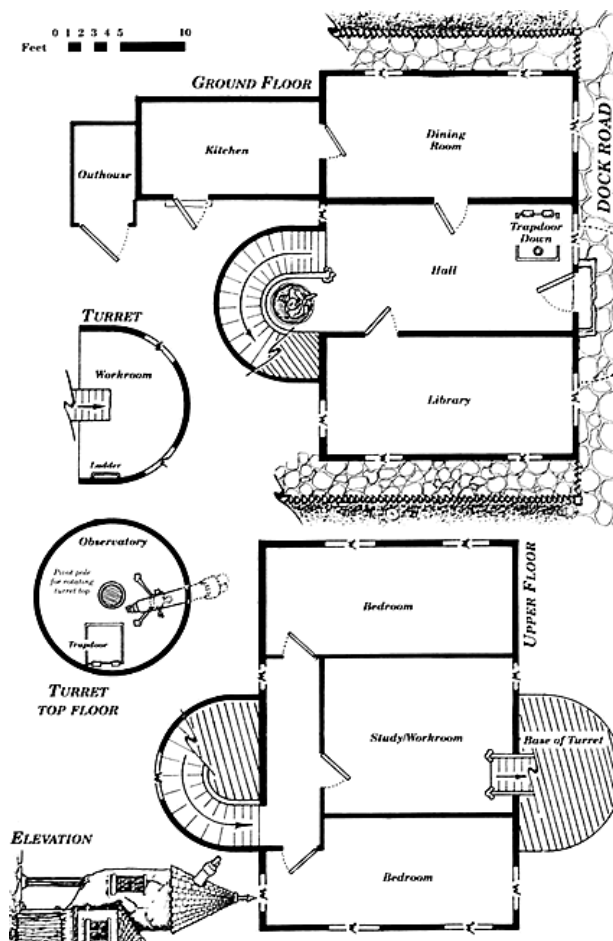 0 1 2 3 4 5 10
Feet
GROUND FLOOR
Dining
Room
Kitchen
Outhouse
DOCK ROAD
Trapdoor
Down
Hall
TURRET
Workroom
Library
Ladder
Observatory
Pivot pole
for rotating
turret top
Trapdoor
TURRET
TOP FLOOR
UPPER FLOOR
Bedroom
Study/Workroom
Base of Turret
ELEVATION
Bedroom